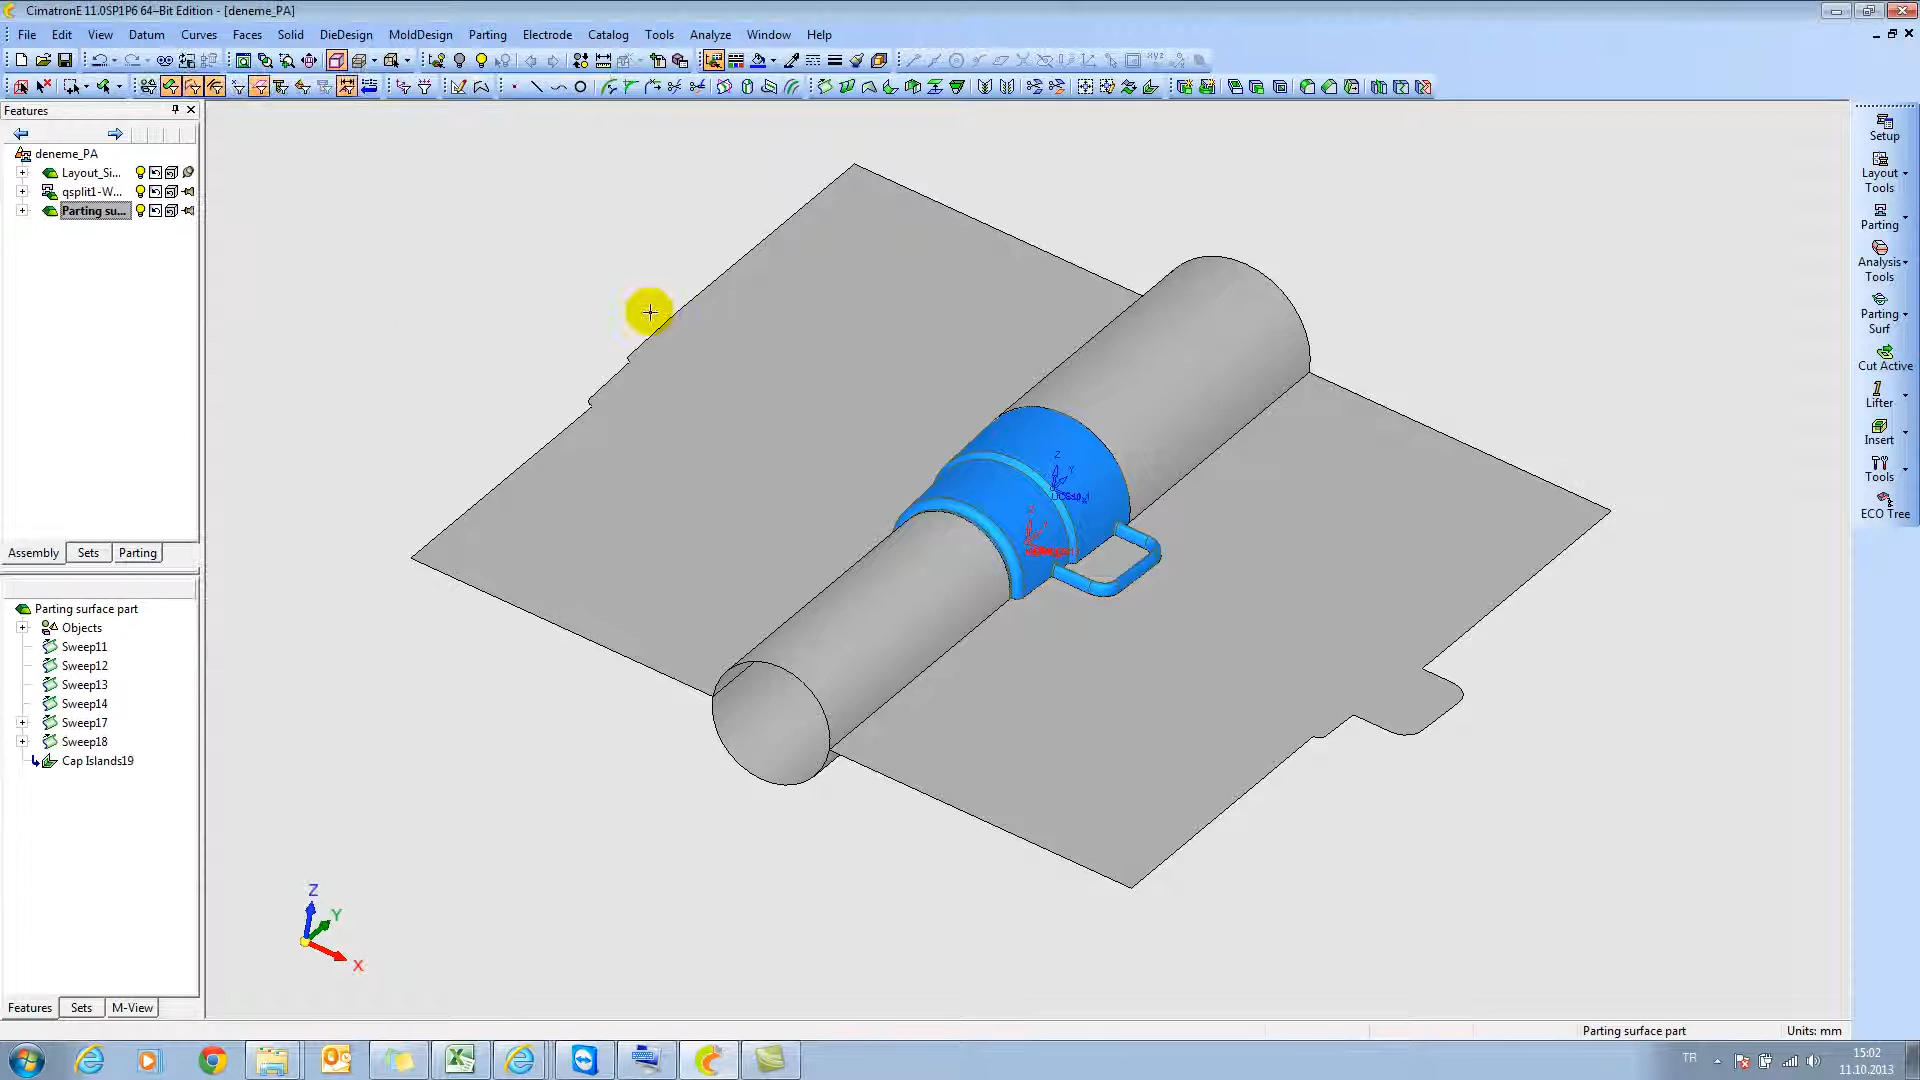 CimatronE 11.0SP1P6 64–Bit Edition - [deneme_PA]
File Edit View Datum Curves Faces Solid DieDesign MoldDesign Parting Electrode Catalog Tools Analyze Window Help
Features
deneme_PA
Layout_Si...
qsplit1-W...
Parting su...
Assembly Sets Parting
Parting surface part
Objects
Sweep11
Sweep12
Sweep13
Sweep14
Sweep17
Sweep18
Cap Islands19
Features Sets M-View
Z
Y
X
Z
Y
Setup
Layout
Tools
Parting
Analysis
Tools
Parting
Surf
Cut Active
Lifter
Insert
Tools
ECO Tree
Parting surface part
Units: mm
TR
15:02
11.10.2013